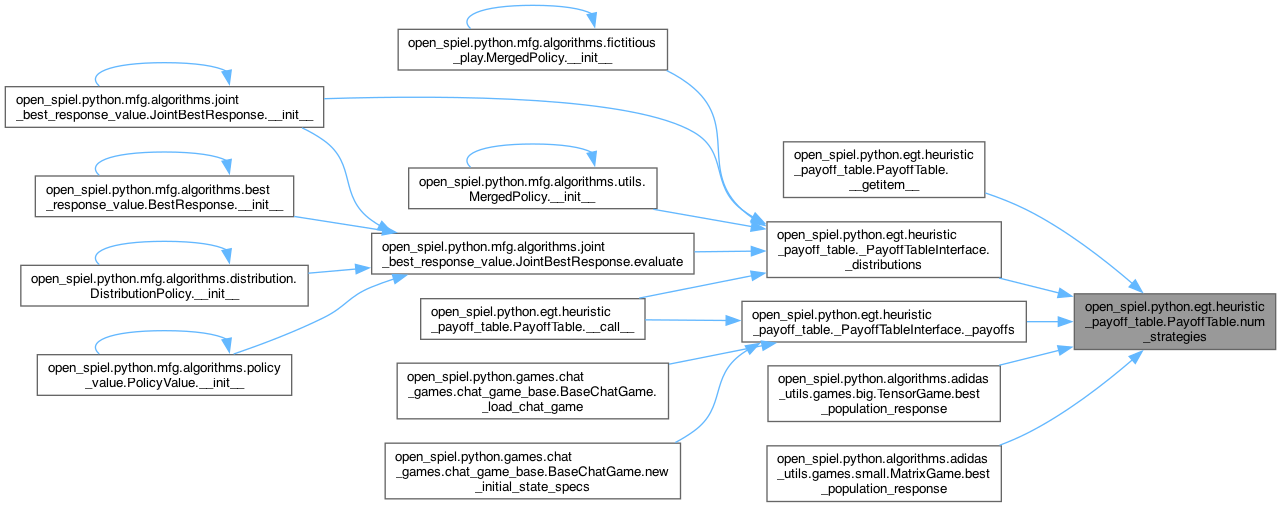 open_spiel.python.mfg.algorithms.fictitious
_play.MergedPolicy.__init__
open_spiel.python.mfg.algorithms.joint
_best_response_value.JointBestResponse.__init__
open_spiel.python.mfg.algorithms.best
_response_value.BestResponse.__init__
open_spiel.python.mfg.algorithms.distribution.
DistributionPolicy.__init__
open_spiel.python.mfg.algorithms.policy
_value.PolicyValue.__init__
open_spiel.python.mfg.algorithms.utils.
MergedPolicy.__init__
open_spiel.python.mfg.algorithms.joint
_best_response_value.JointBestResponse.evaluate
open_spiel.python.egt.heuristic
_payoff_table.PayoffTable.__call__
open_spiel.python.games.chat
_games.chat_game_base.BaseChatGame.
_load_chat_game
open_spiel.python.games.chat
_games.chat_game_base.BaseChatGame.new
_initial_state_specs
open_spiel.python.egt.heuristic
_payoff_table.PayoffTable.
__getitem__
open_spiel.python.egt.heuristic
_payoff_table._PayoffTableInterface.
_distributions
open_spiel.python.egt.heuristic
_payoff_table._PayoffTableInterface._payoffs
open_spiel.python.algorithms.adidas
_utils.games.big.TensorGame.best
_population_response
open_spiel.python.algorithms.adidas
_utils.games.small.MatrixGame.best
_population_response
open_spiel.python.egt.heuristic
_payoff_table.PayoffTable.num
_strategies